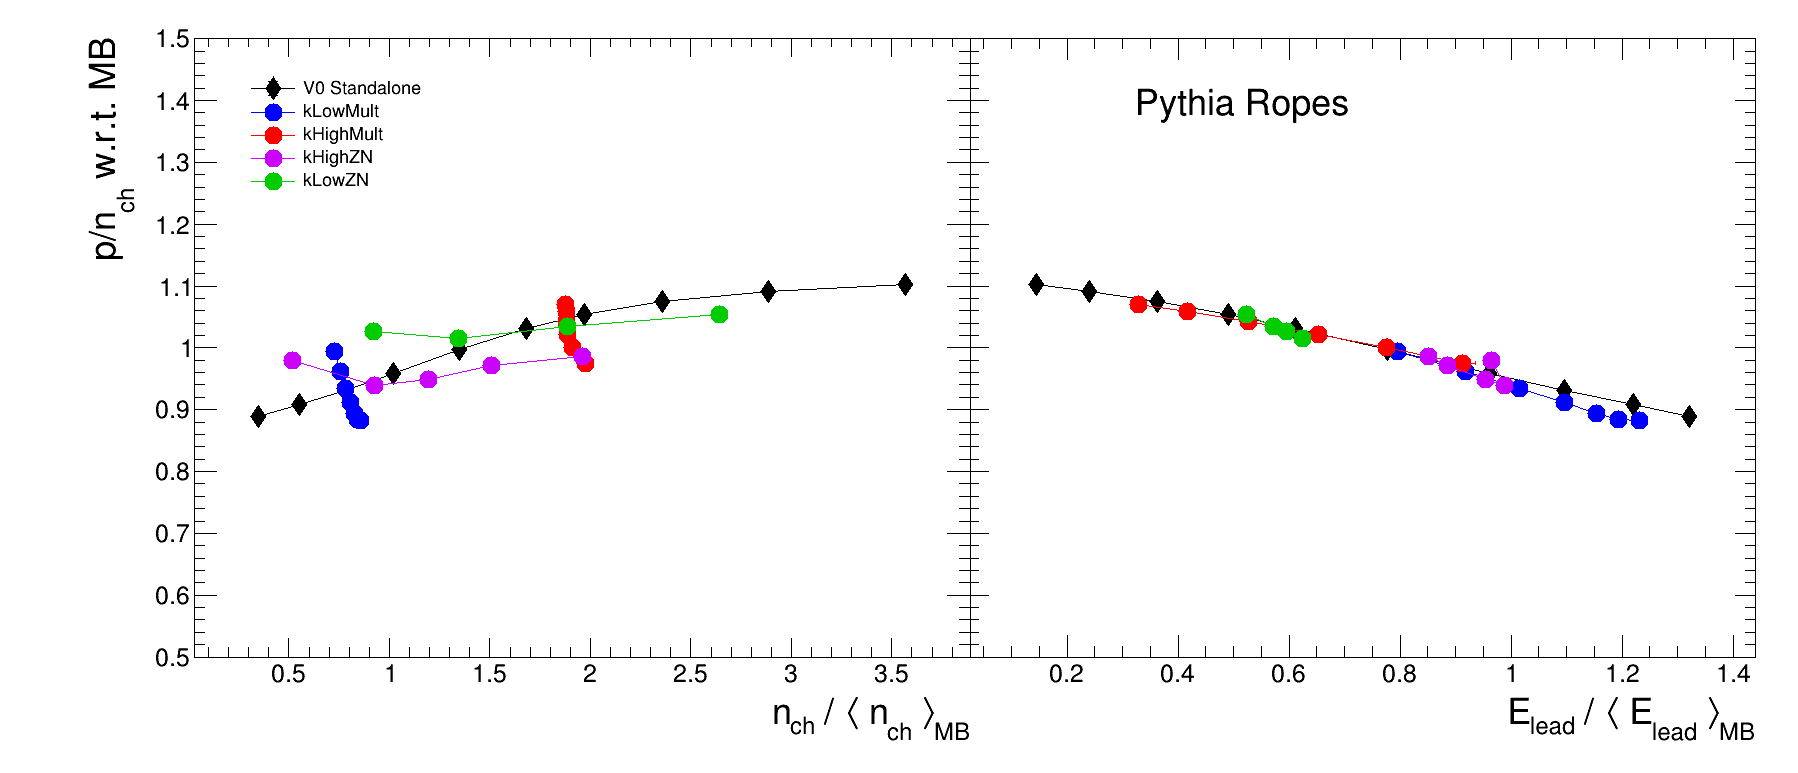 p/n_ch w.r.t. MB
1.5
1.4
1.3
1.2
1.1
1
0.9
0.8
0.7
0.6
0.5
V0 Standalone
kLowMult
kHighMult
kHighZN
kLowZN
Pythia Ropes
0.5 1 1.5 2 2.5 3 3.5
0.2 0.4 0.6 0.8 1 1.2 1.4
n_ch / ⟨ n_ch ⟩_MB
E_lead / ⟨ E_lead ⟩_MB